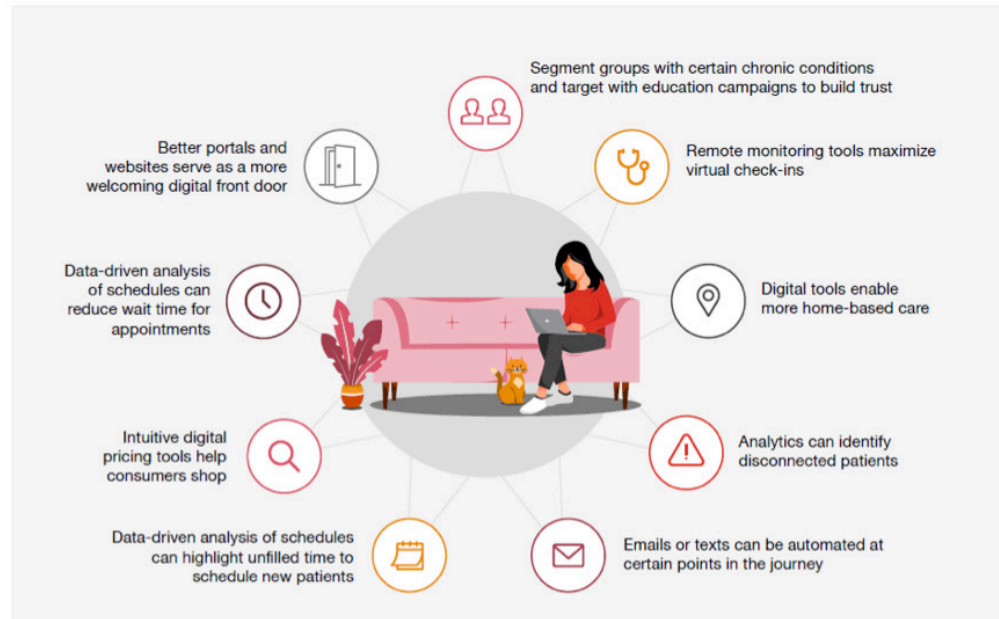 Segment groups with certain chronic conditions
and target with education campaigns to build trust
Remote monitoring tools maximize
virtual check-ins
Digital tools enable
more home-based care
Analytics can identify
disconnected patients
Emails or texts can be automated at
certain points in the journey
Data-driven analysis of schedules
can highlight unfilled time to
schedule new patients
Intuitive digital
pricing tools help
consumers shop
Data-driven analysis
of schedules can
reduce wait time for
appointments
Better portals and
websites serve as a more
welcoming digital front door